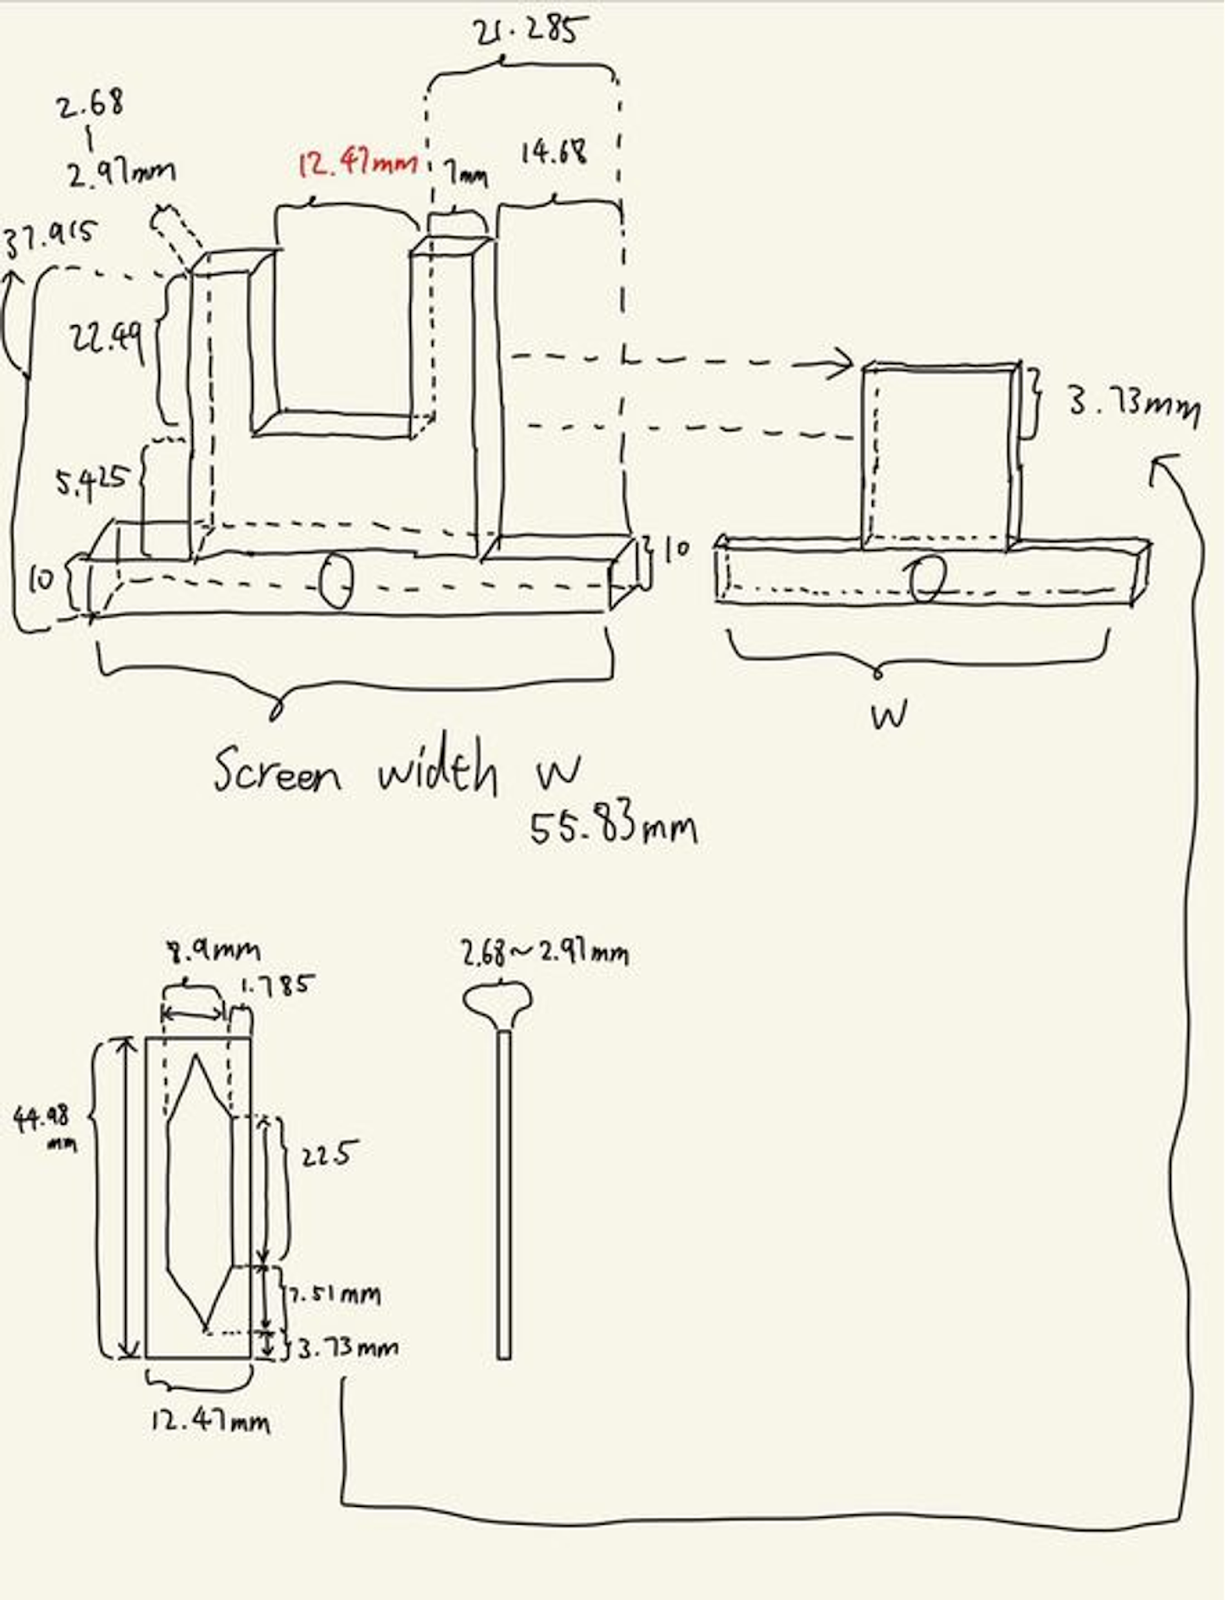 21.285
2.68
2.97mm
12.47mm
7mm
14.68
37.915
22.49
3.73mm
5.425
10
10
W
Screen width W
55.83mm
8.9mm
1.785
2.68~2.97mm
44.98
mm
22.5
7.51mm
3.73mm
12.47mm